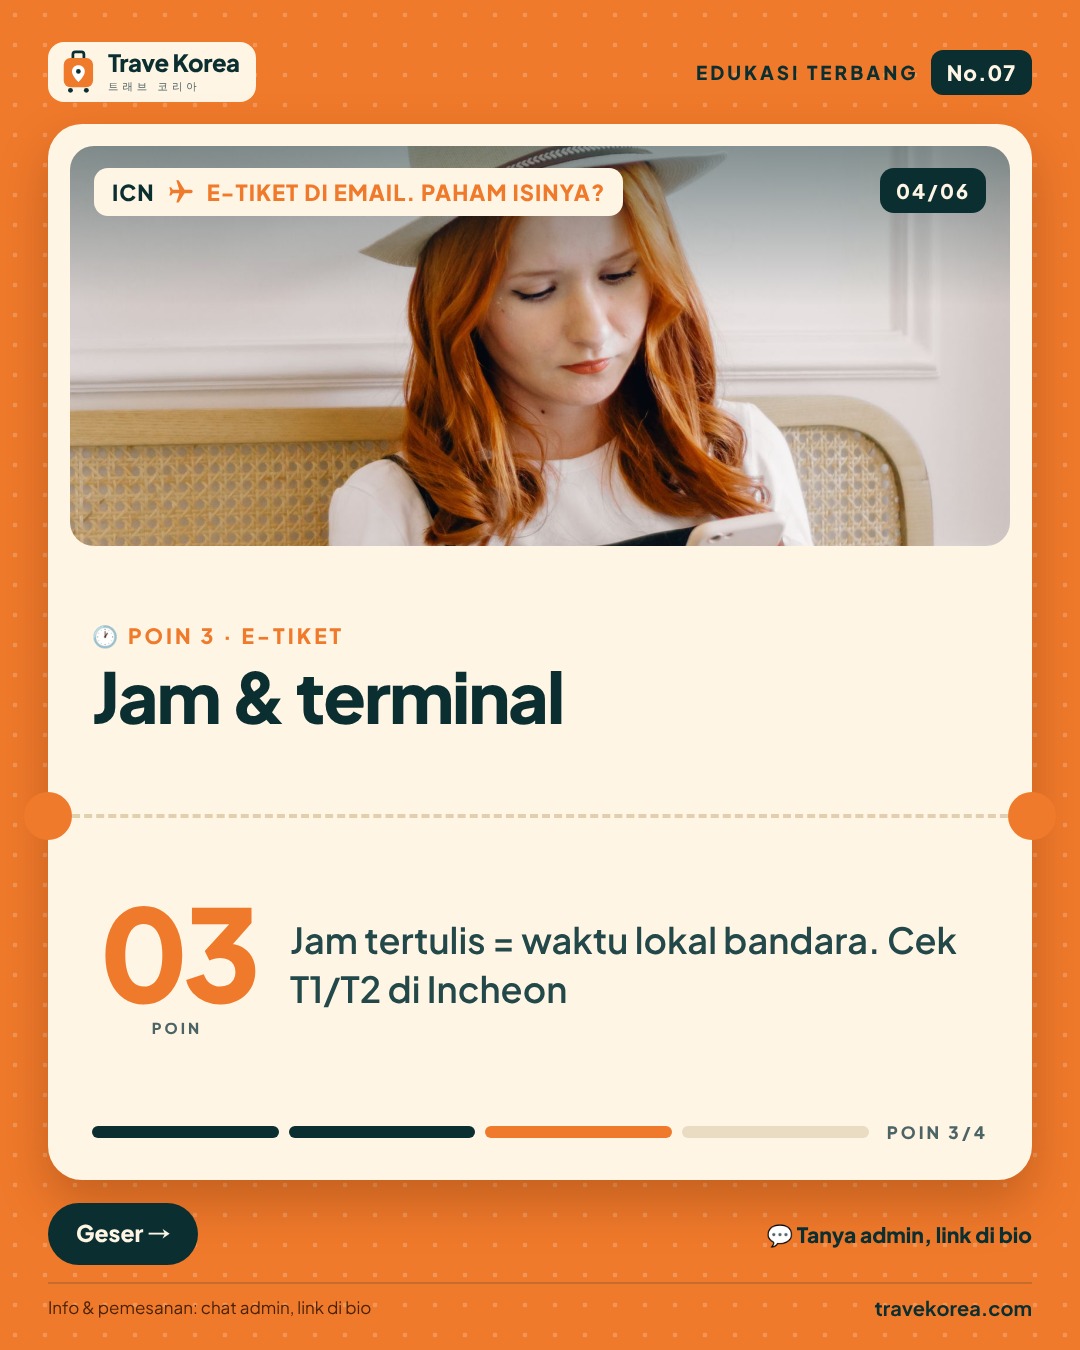 Trave Korea
트래브 코리아
EDUKASI TERBANG
No.07
ICN ✈ E-TIKET DI EMAIL. PAHAM ISINYA?
04/06
🕐 POIN 3 · E-TIKET
Jam & terminal
03
POIN
Jam tertulis = waktu lokal bandara. Cek
T1/T2 di Incheon
POIN 3/4
Geser →
💬 Tanya admin, link di bio
Info & pemesanan: chat admin, link di bio
travekorea.com